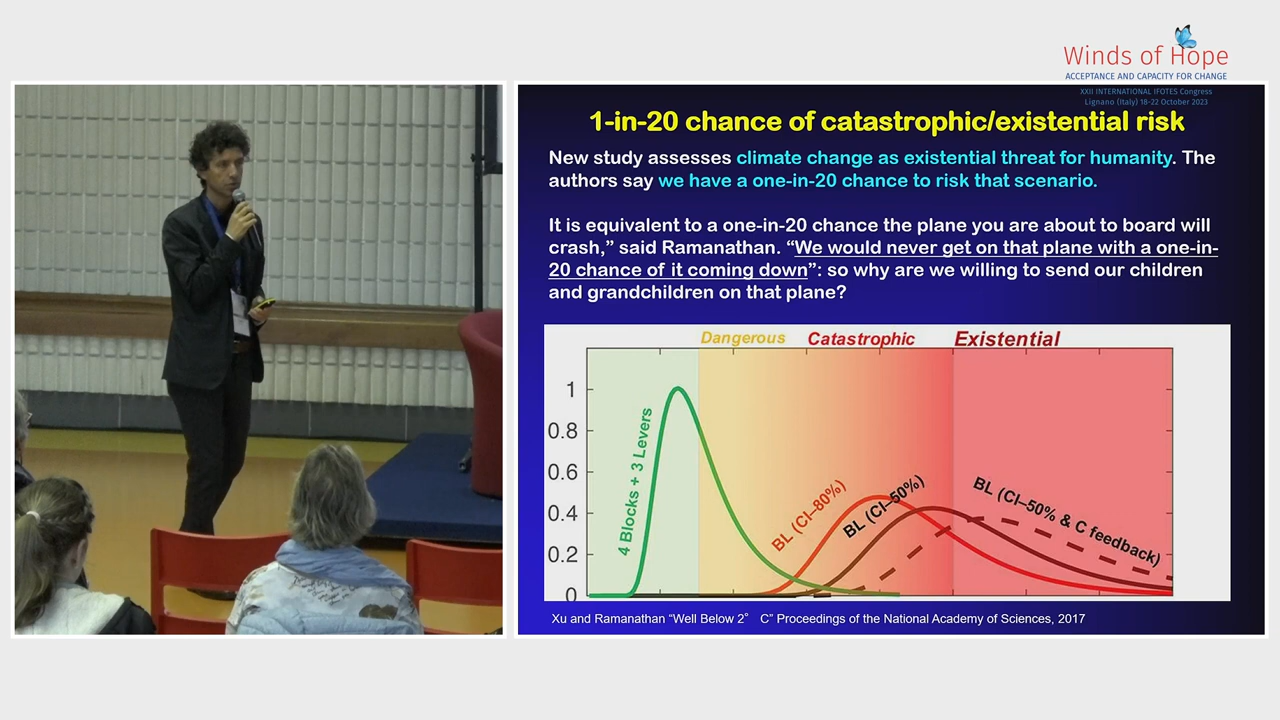 Winds of Hope
ACCEPTANCE AND CAPACITY FOR CHANGE
XXII INTERNATIONAL IFOTES Congress
Lignano (Italy) 18-22 October 2023
1-in-20 chance of catastrophic/existential risk
New study assesses climate change as existential threat for humanity. The
authors say we have a one-in-20 chance to risk that scenario.
It is equivalent to a one-in-20 chance the plane you are about to board will
crash,” said Ramanathan. “We would never get on that plane with a one-in-
20 chance of it coming down”: so why are we willing to send our children
and grandchildren on that plane?
Dangerous Catastrophic Existential
1
0.8
0.6
0.4
0.2
0
4 Blocks + 3 Levers
BL (CI–80%)
BL (CI–50%)
BL (CI–50% & C feedback)
Xu and Ramanathan “Well Below 2° C” Proceedings of the National Academy of Sciences, 2017